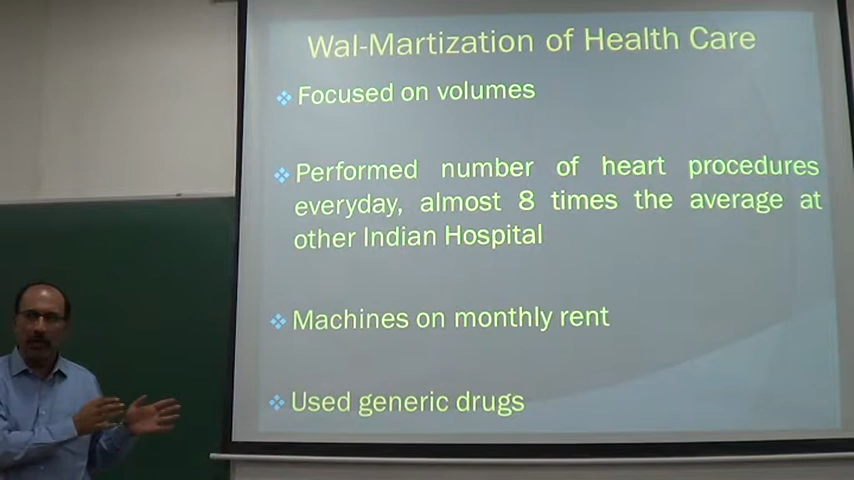 Wal-Martization of Health Care
Focused on volumes
Performed number of heart procedures
everyday, almost 8 times the average at
other Indian Hospital
Machines on monthly rent
Used generic drugs